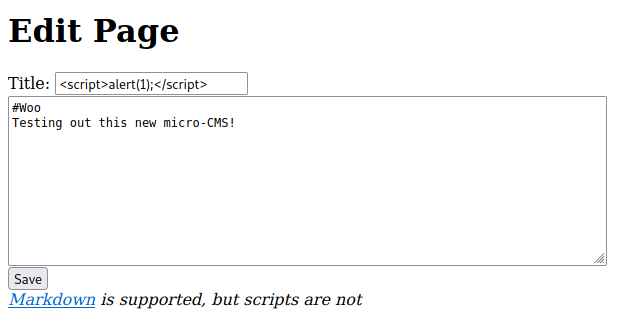 Edit Page
Title: <script>alert(1);</script>
#Woo
Testing out this new micro-CMS!
Save
Markdown is supported, but scripts are not